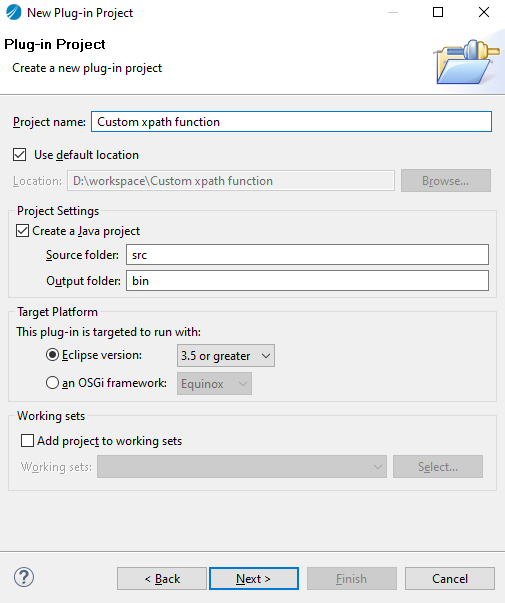 New Plug-in Project
Plug-in Project
Create a new plug-in project
Project name: Custom xpath function
Use default location
Location: D:\workspace\Custom xpath function Browse...
Project Settings
Create a Java project
Source folder: src
Output folder: bin
Target Platform
This plug-in is targeted to run with:
Eclipse version: 3.5 or greater
an OSGi framework: Equinox
Working sets
Add project to working sets
Working sets: Select...
? < Back Next > Finish Cancel